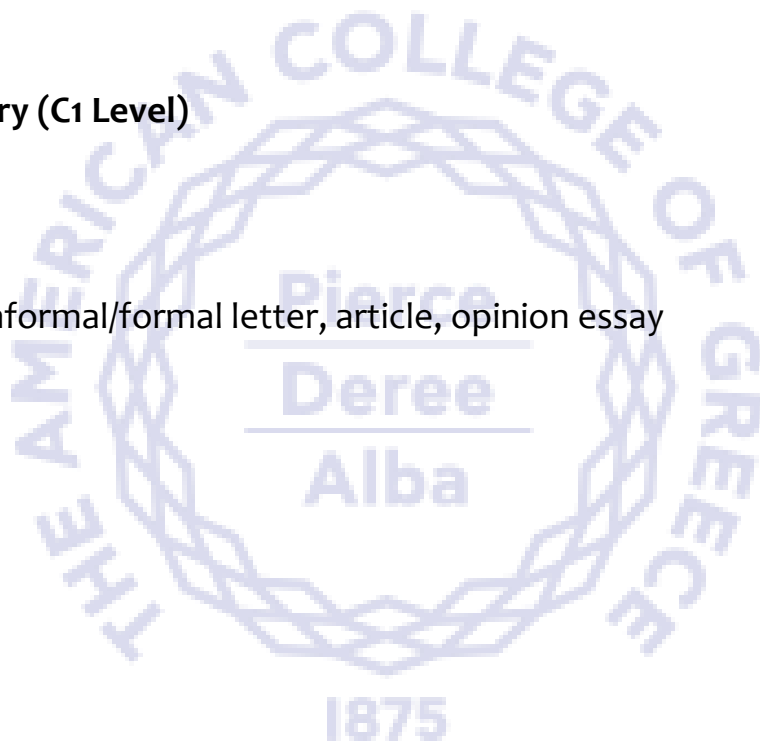 ry (C1 Level)
nformal/formal letter, article, opinion essay
THE AMERICAN COLLEGE OF GREECE
Pierce
Deree
Alba
1875